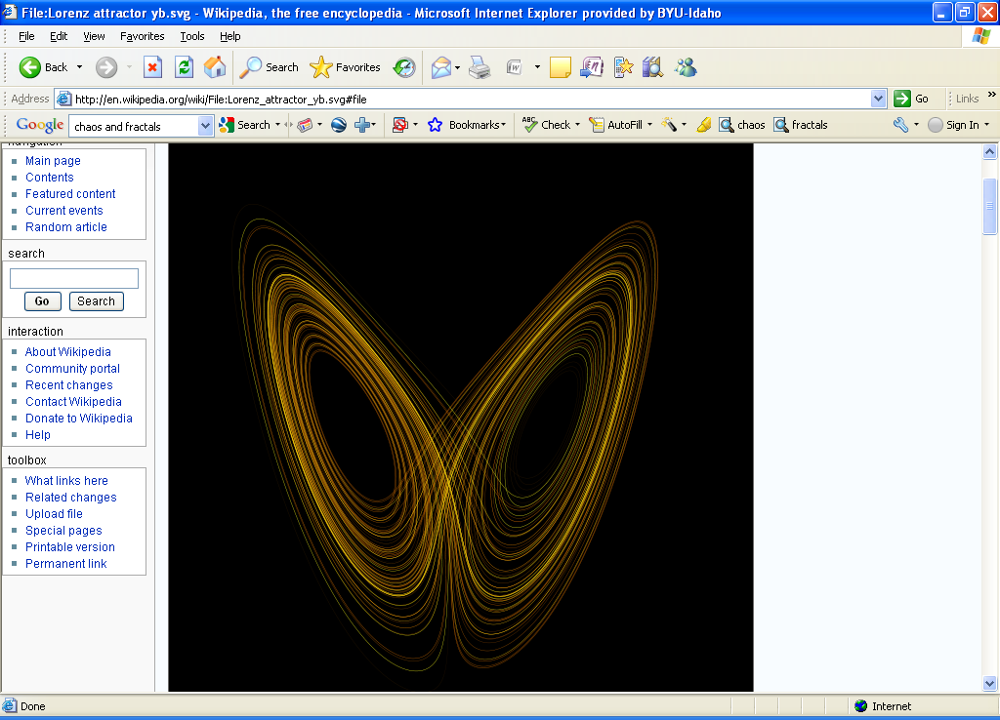 File:Lorenz attractor yb.svg - Wikipedia, the free encyclopedia - Microsoft Internet Explorer provided by BYU-Idaho
File Edit View Favorites Tools Help
Back Search Favorites
Address http://en.wikipedia.org/wiki/File:Lorenz_attractor_yb.svg#file Go Links »
Google chaos and fractals Search Bookmarks ABC Check AutoFill chaos fractals Sign In
navigation
Main page
Contents
Featured content
Current events
Random article
search
Go Search
interaction
About Wikipedia
Community portal
Recent changes
Contact Wikipedia
Donate to Wikipedia
Help
toolbox
What links here
Related changes
Upload file
Special pages
Printable version
Permanent link
Done Internet